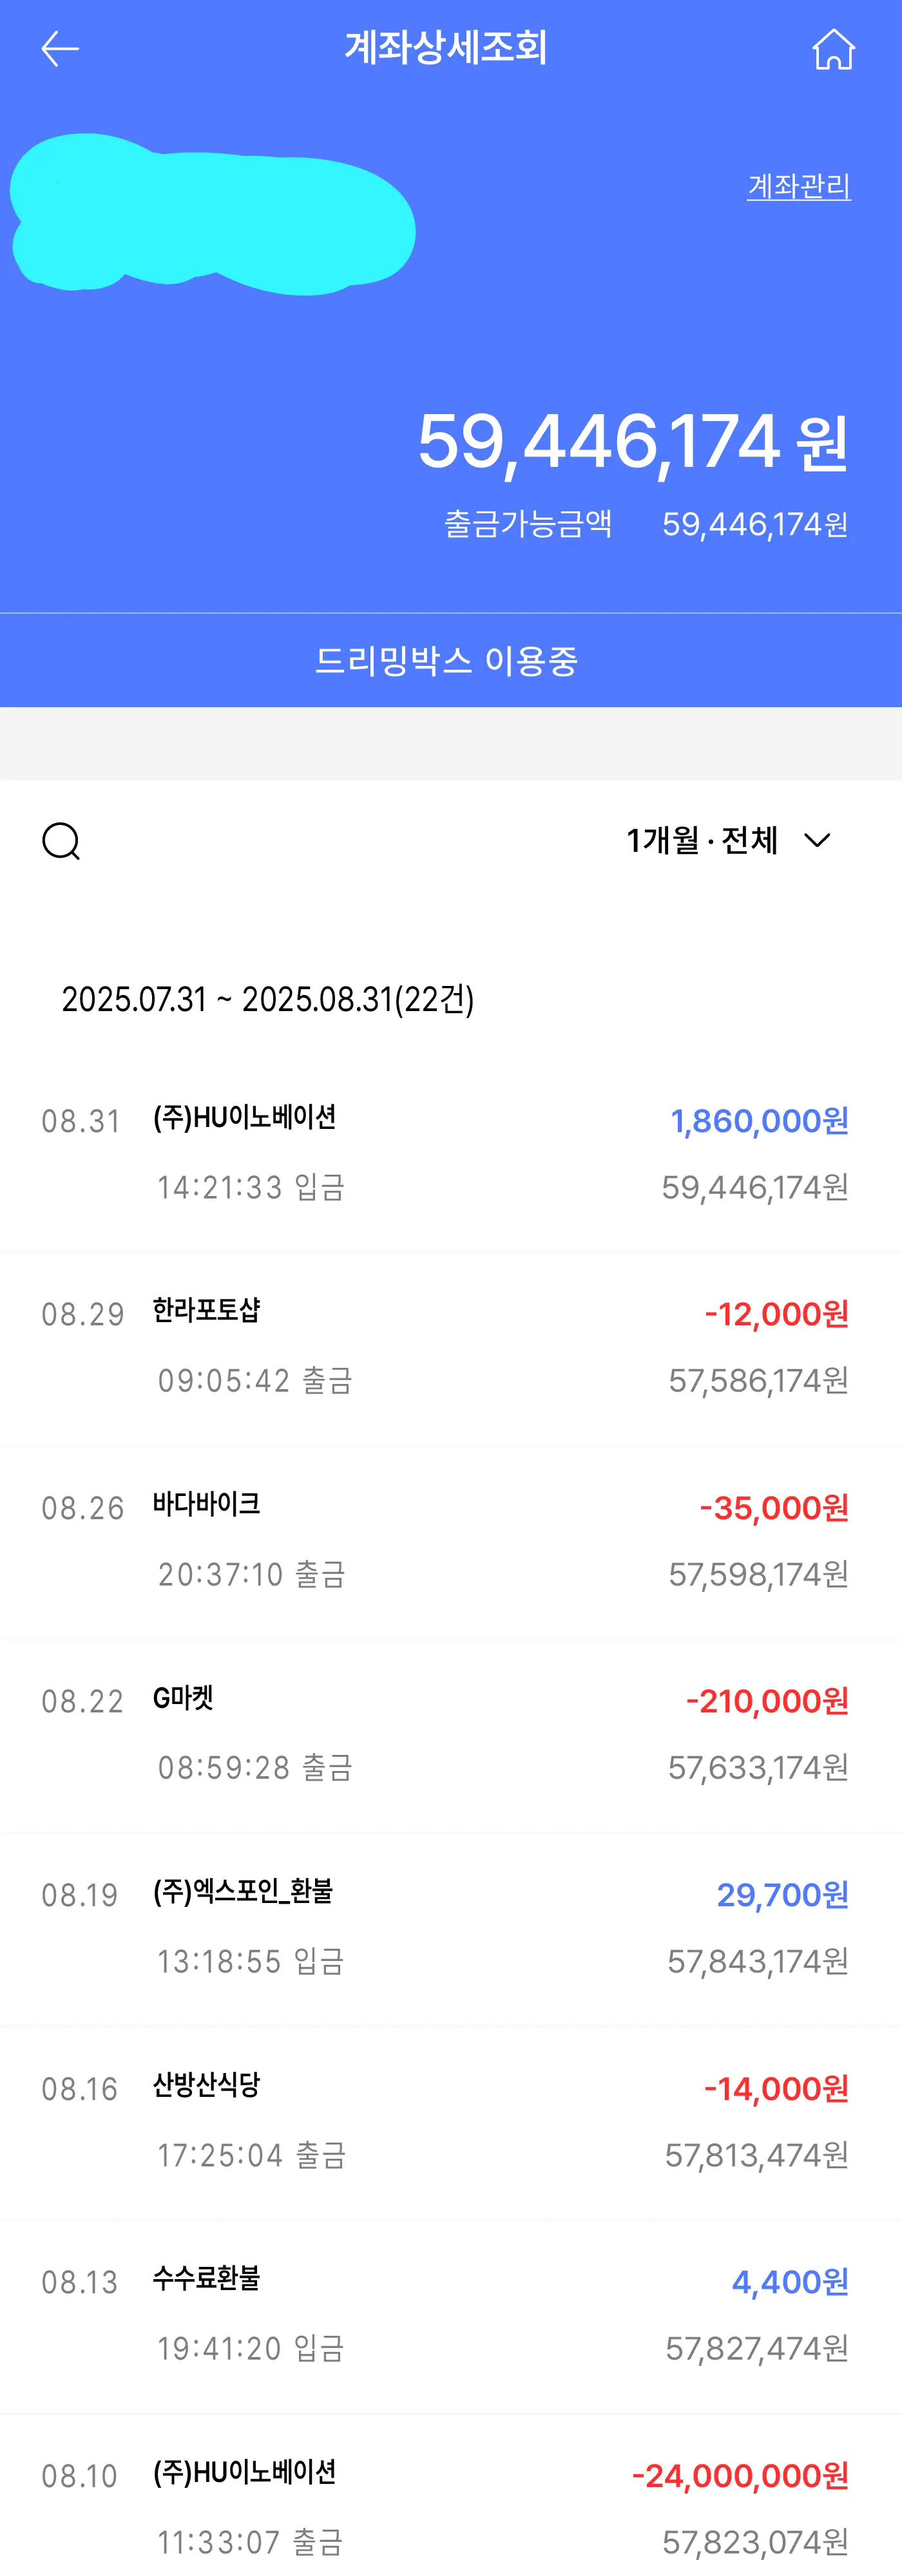 계좌상세조회
계좌관리
59,446,174 원
출금가능금액 59,446,174원
드리밍박스 이용중
1개월 · 전체
2025.07.31 ~ 2025.08.31(22건)
08.31 (주)HU이노베이션 1,860,000원
14:21:33 입금 59,446,174원
08.29 한라포토샵 -12,000원
09:05:42 출금 57,586,174원
08.26 바다바이크 -35,000원
20:37:10 출금 57,598,174원
08.22 G마켓 -210,000원
08:59:28 출금 57,633,174원
08.19 (주)엑스포인_환불 29,700원
13:18:55 입금 57,843,174원
08.16 산방산식당 -14,000원
17:25:04 출금 57,813,474원
08.13 수수료환불 4,400원
19:41:20 입금 57,827,474원
08.10 (주)HU이노베이션 -24,000,000원
11:33:07 출금 57,823,074원